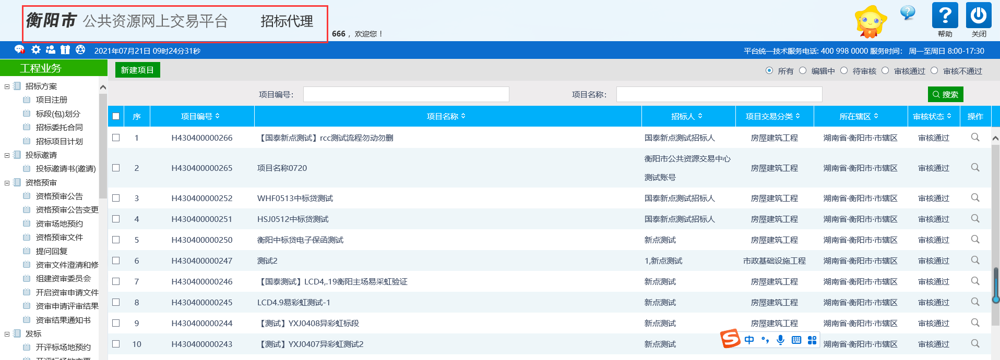 衡阳市 公共资源网上交易平台 招标代理
666 ，欢迎您！
帮助 关闭
2021年07月21日 09时24分31秒
平台统一技术服务电话: 400 998 0000 服务时间： 周一至周日 8:00-17:30
工程业务
招标方案
项目注册
标段(包)划分
招标委托合同
招标项目计划
投标邀请
投标邀请书(邀请)
资格预审
资格预审公告
资格预审公告变更
资审场地预约
资格预审文件
提问回复
资审文件澄清和修
组建资审委员会
开启资审申请文件
资审申请评审结果
资审结果通知书
发标
开评标场地预约
开评标场地变更
新建项目
所有 编辑中 待审核 审核通过 审核不通过
项目编号： 项目名称： 搜索
序 项目编号 项目名称 招标人 项目交易分类 所在辖区 审核状态 操作
1 H430400000266 【国泰新点测试】rcc测试流程勿动勿删 国泰新点测试招标人 房屋建筑工程 湖南省·衡阳市·市辖区 审核通过
2 H430400000265 项目名称0720 衡阳市公共资源交易中心测试账号 房屋建筑工程 湖南省·衡阳市·市辖区 审核通过
3 H430400000252 WHF0513中标贷测试 国泰新点测试招标人 房屋建筑工程 湖南省·衡阳市·市辖区 审核通过
4 H430400000251 HSJ0512中标贷测试 国泰新点测试招标人 房屋建筑工程 湖南省·衡阳市·市辖区 审核通过
5 H430400000250 衡阳中标贷电子保函测试 新点测试 房屋建筑工程 湖南省·衡阳市·市辖区 审核通过
6 H430400000247 测试2 1,新点测试 市政基础设施工程 湖南省·衡阳市·市辖区 审核通过
7 H430400000246 【国泰测试】LCD4,.19衡阳主场易采虹验证 新点测试 房屋建筑工程 湖南省·衡阳市·市辖区 审核通过
8 H430400000245 LCD4.9易彩虹测试-1 新点测试 房屋建筑工程 湖南省·衡阳市·市辖区 审核通过
9 H430400000244 【测试】YXJ0408异彩虹标段 新点测试 房屋建筑工程 湖南省·衡阳市·市辖区 审核通过
10 H430400000243 【测试】YXJ0407异彩虹测试2 新点测试 湖南省·衡阳市·市辖区 审核通过
中